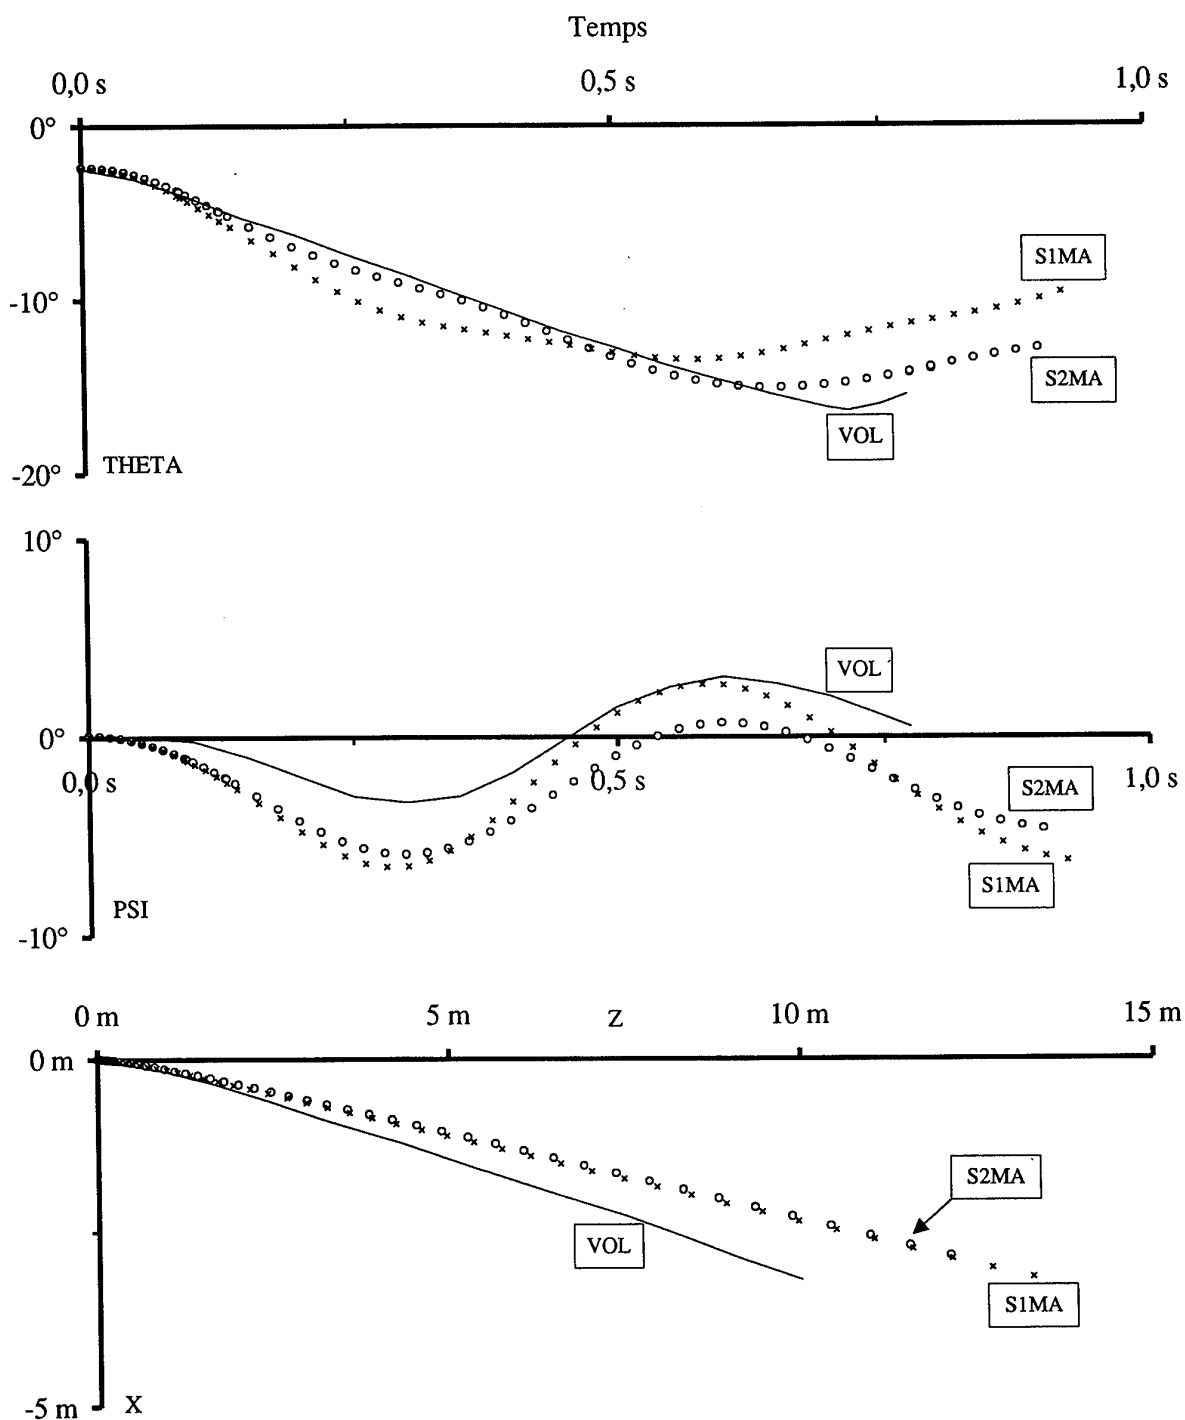 Temps
0,0 s 0,5 s 1,0 s
0°
S1MA
-10°
S2MA
VOL
THETA
-20°
10°
VOL
0°
0,0 s 0,5 s 1,0 s
S2MA
S1MA
PSI
-10°
0 m 5 m Z 10 m 15 m
0 m
S2MA
VOL
S1MA
-5 m X